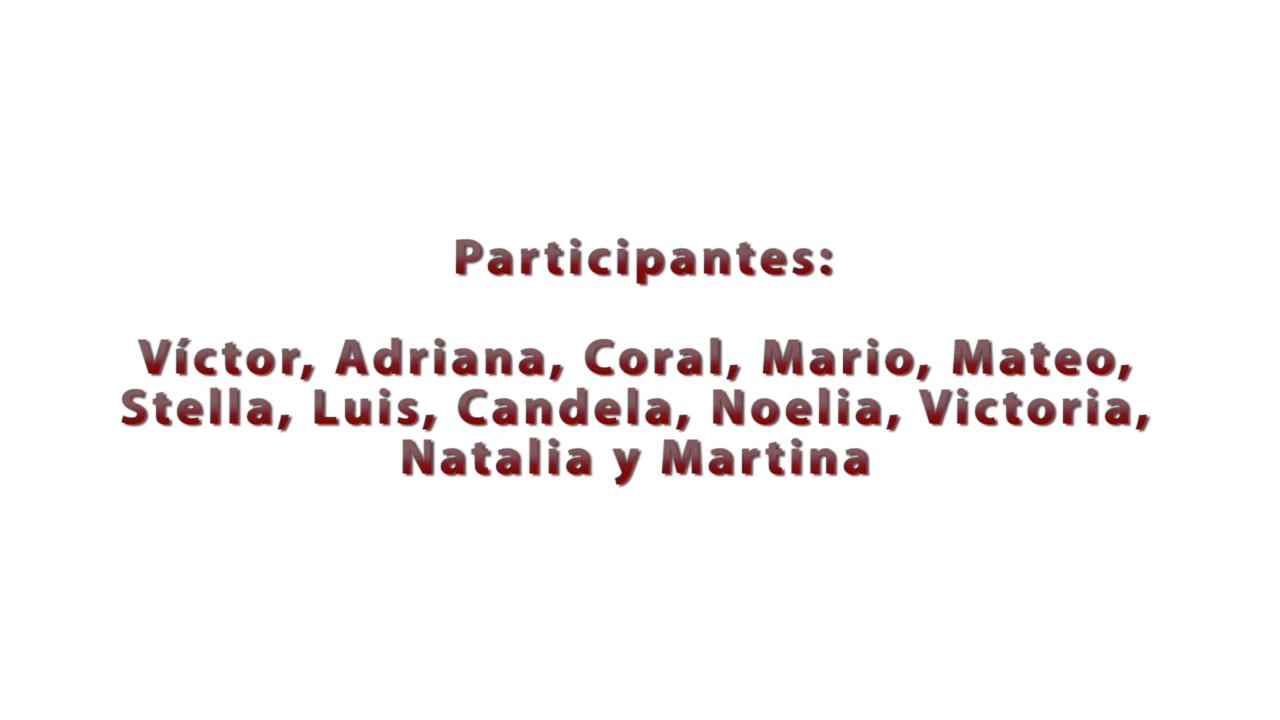 Participantes:
Víctor, Adriana, Coral, Mario, Mateo,
Stella, Luis, Candela, Noelia, Victoria,
Natalia y Martina